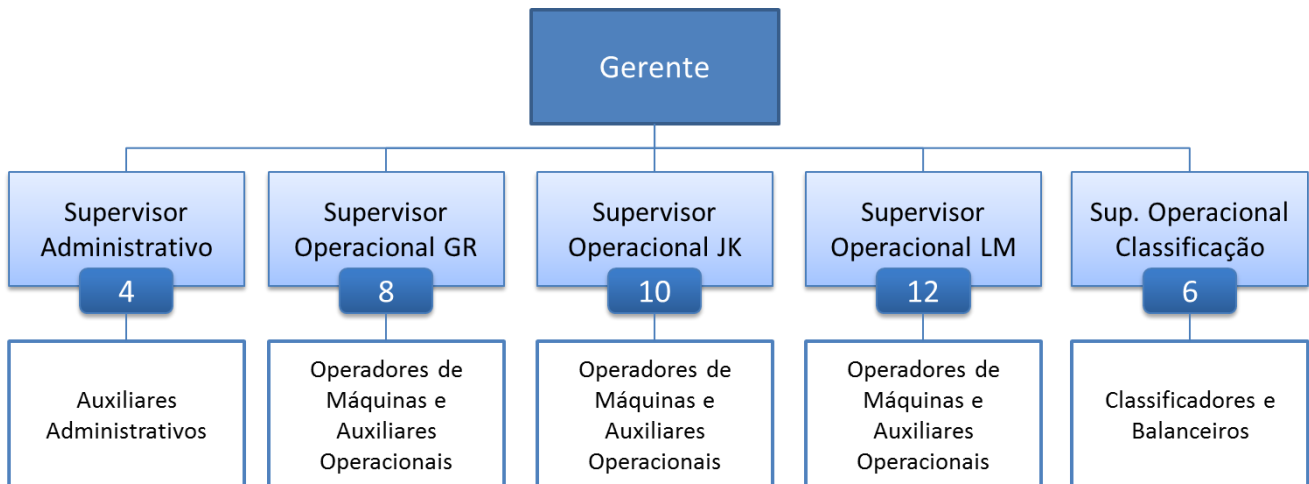 Gerente
Supervisor
Administrativo
4
Supervisor
Operacional GR
8
Supervisor
Operacional JK
10
Supervisor
Operacional LM
12
Sup. Operacional
Classificação
6
Auxiliares
Administrativos
Operadores de
Máquinas e
Auxiliares
Operacionais
Operadores de
Máquinas e
Auxiliares
Operacionais
Operadores de
Máquinas e
Auxiliares
Operacionais
Classificadores e
Balanceiros